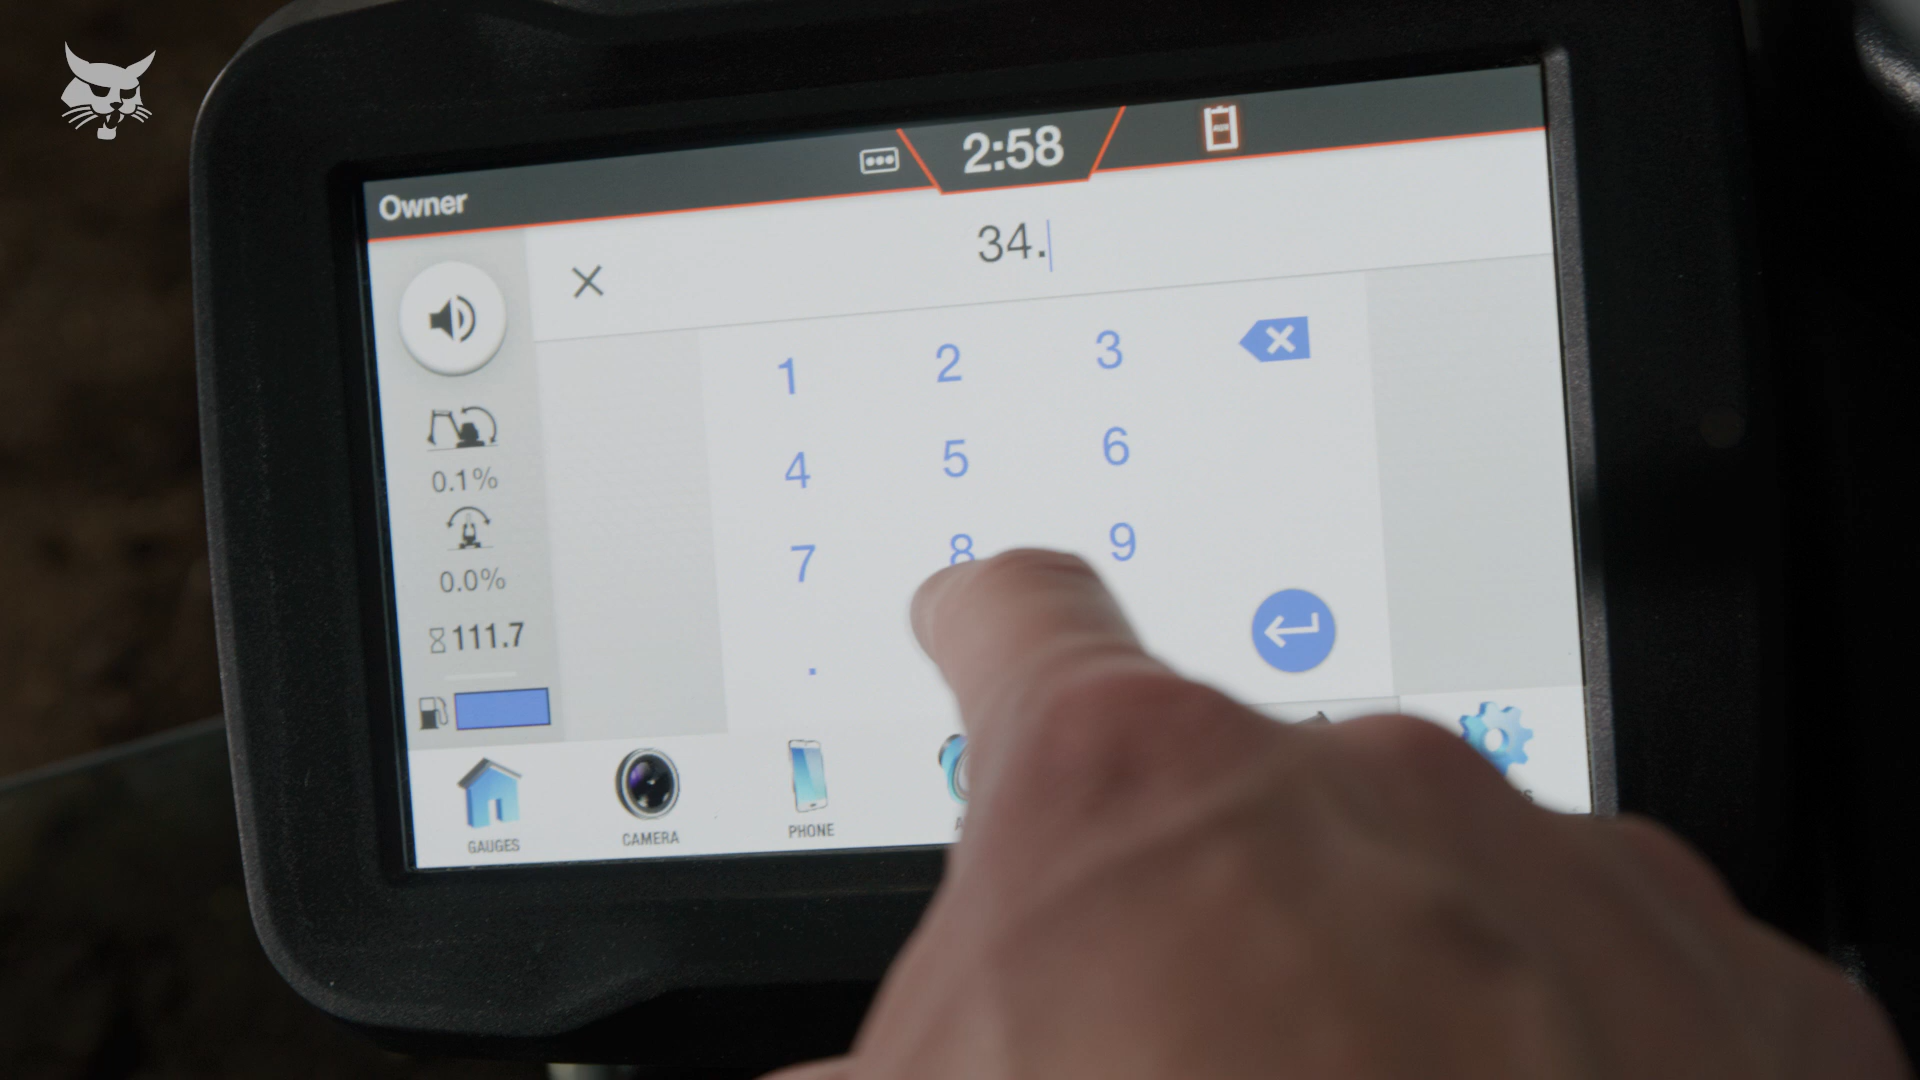 Owner
2:58
34.
1 2 3
4 5 6
7 8 9
.
0.1%
0.0%
111.7
GAUGES
CAMERA
PHONE